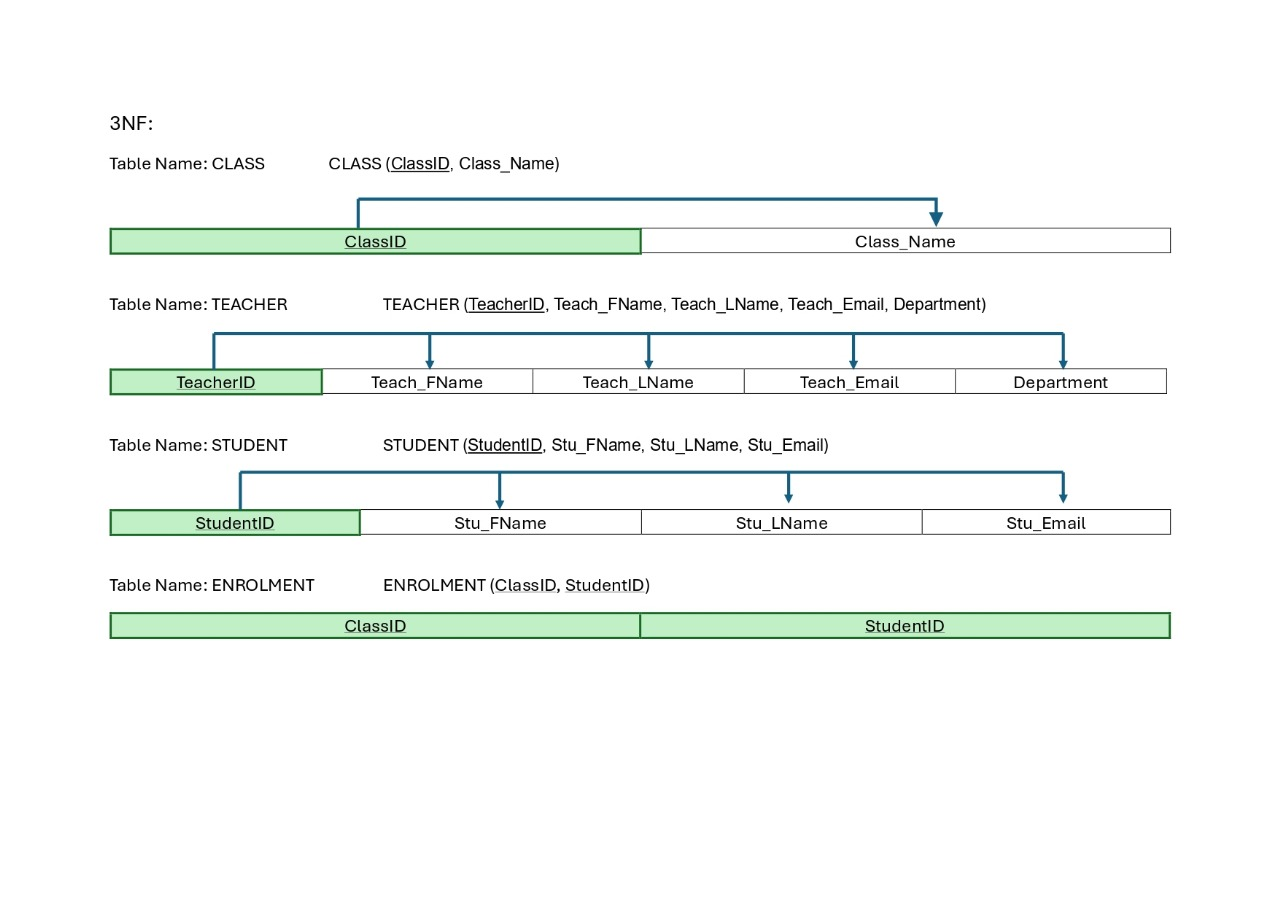 3NF:
Table Name: CLASS CLASS (ClassID, Class_Name)
ClassID Class_Name
Table Name: TEACHER TEACHER (TeacherID, Teach_FName, Teach_LName, Teach_Email, Department)
TeacherID Teach_FName Teach_LName Teach_Email Department
Table Name: STUDENT STUDENT (StudentID, Stu_FName, Stu_LName, Stu_Email)
StudentID Stu_FName Stu_LName Stu_Email
Table Name: ENROLMENT ENROLMENT (ClassID, StudentID)
ClassID StudentID